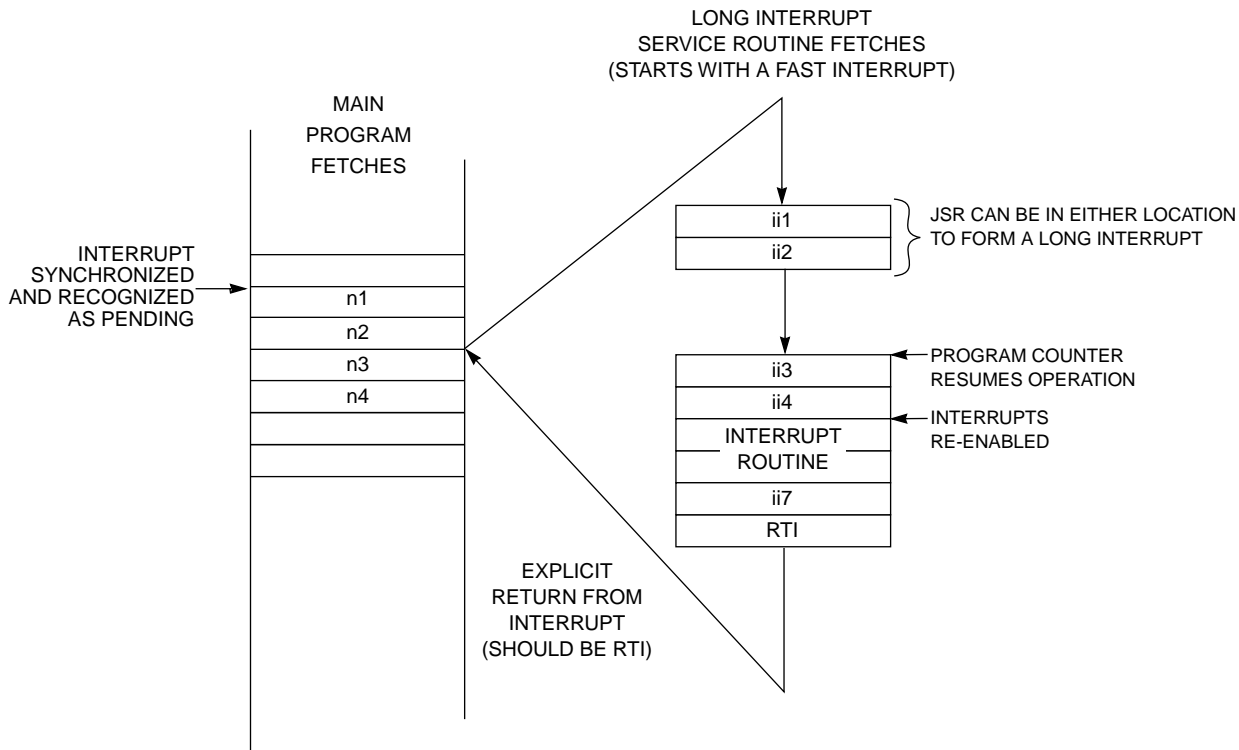 LONG INTERRUPT
SERVICE ROUTINE FETCHES
(STARTS WITH A FAST INTERRUPT)
MAIN
PROGRAM
FETCHES
INTERRUPT
SYNCHRONIZED
AND RECOGNIZED
AS PENDING
n1
n2
n3
n4
ii1
ii2
JSR CAN BE IN EITHER LOCATION
TO FORM A LONG INTERRUPT
ii3
ii4
INTERRUPT
ROUTINE
ii7
RTI
PROGRAM COUNTER
RESUMES OPERATION
INTERRUPTS
RE-ENABLED
EXPLICIT
RETURN FROM
INTERRUPT
(SHOULD BE RTI)